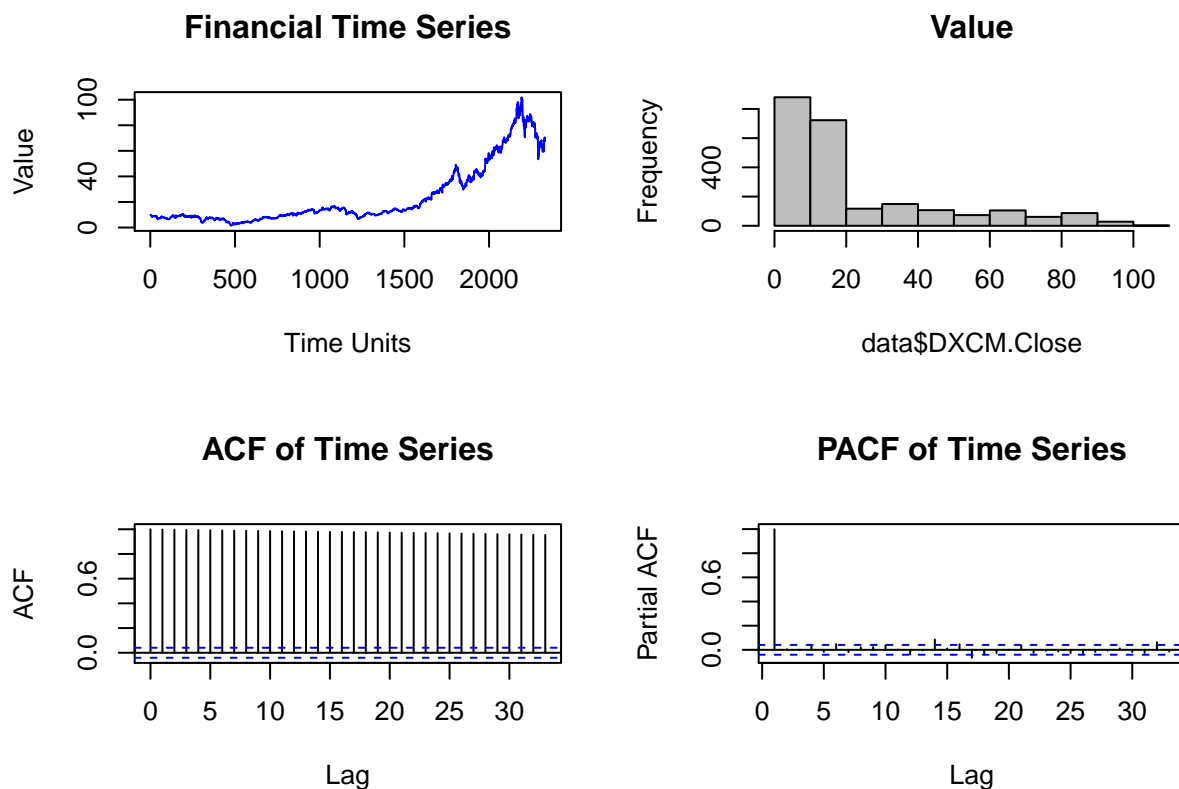 Financial Time Series
Value
0 40 100
0 500 1000 1500 2000
Time Units
Value
Frequency
0 400
0 20 40 60 80 100
data$DXCM.Close
ACF of Time Series
ACF
0.0 0.6
0 5 10 15 20 25 30
Lag
PACF of Time Series
Partial ACF
0.0 0.6
0 5 10 15 20 25 30
Lag